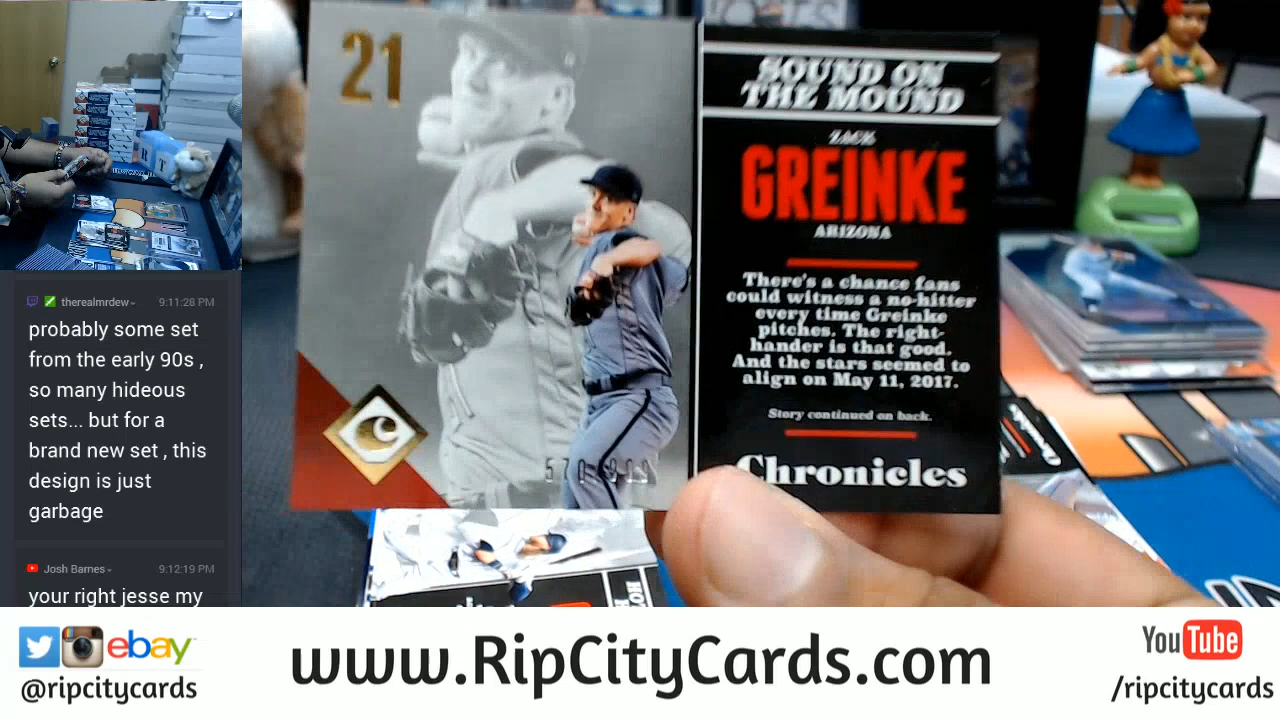 21
SOUND ON
THE MOUND
ZACK
GREINKE
ARIZONA
There's a chance fans
could witness a no-hitter
every time Greinke
pitches. The right-
hander is that good.
And the stars seemed to
align on May 11, 2017.
Story continued on back.
Chronicles
therealmrdew
9:11:28 PM
probably some set
from the early 90s ,
so many hideous
sets... but for a
brand new set , this
design is just
garbage
Josh Barnes
9:12:19 PM
your right jesse my
ebay
@ripcitycards
www.RipCityCards.com
YouTube
/ripcitycards